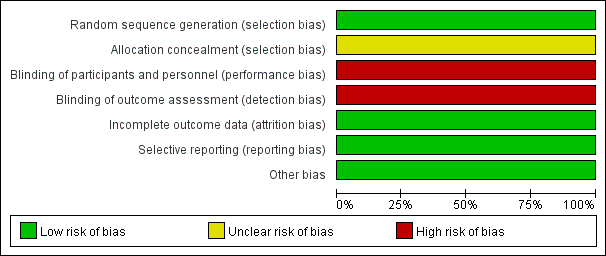 Random sequence generation (selection bias)
Allocation concealment (selection bias)
Blinding of participants and personnel (performance bias)
Blinding of outcome assessment (detection bias)
Incomplete outcome data (attrition bias)
Selective reporting (reporting bias)
Other bias
0% 25% 50% 75% 100%
Low risk of bias Unclear risk of bias High risk of bias